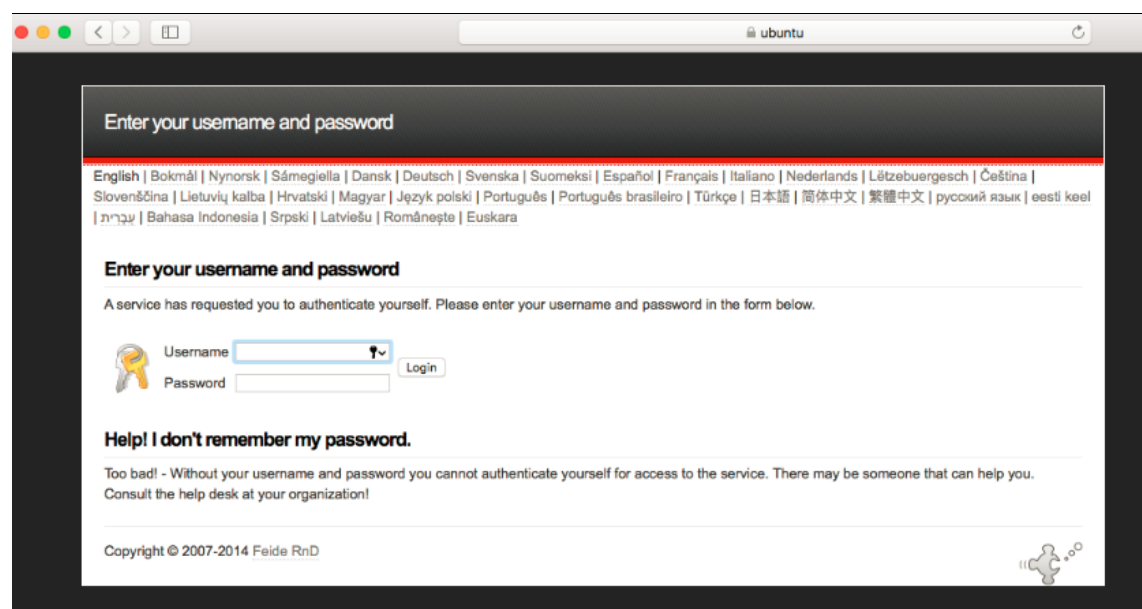 ubuntu
Enter your username and password
English | Bokmål | Nynorsk | Sámegiella | Dansk | Deutsch | Svenska | Suomeksi | Español | Français | Italiano | Nederlands | Lëtzebuergesch | Čeština |
Slovenščina | Lietuvių kalba | Hrvatski | Magyar | Język polski | Português | Português brasileiro | Türkçe | 日本語 | 简体中文 | 繁體中文 | русский язык | eesti keel
| עִבְרִית | Bahasa Indonesia | Srpski | Latviešu | Românește | Euskara
Enter your username and password
A service has requested you to authenticate yourself. Please enter your username and password in the form below.
Username
Login
Password
Help! I don't remember my password.
Too bad! - Without your username and password you cannot authenticate yourself for access to the service. There may be someone that can help you.
Consult the help desk at your organization!
Copyright © 2007-2014 Feide RnD